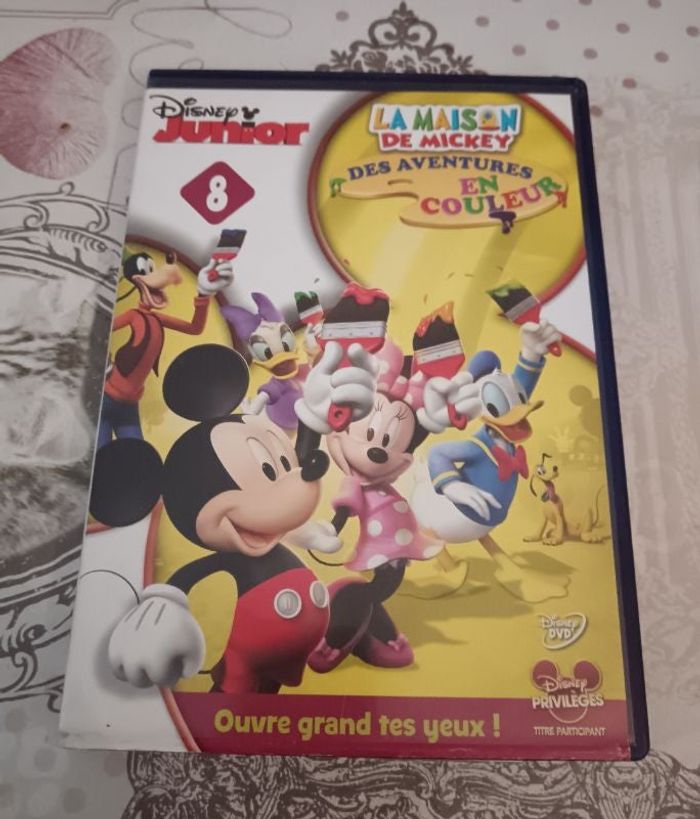 Disney
Junior
8
LA MAISON
DE MICKEY
DES AVENTURES
EN
COULEUR
Disney
DVD
Disney
PRIVILÈGES
TITRE PARTICIPANT
Ouvre grand tes yeux !